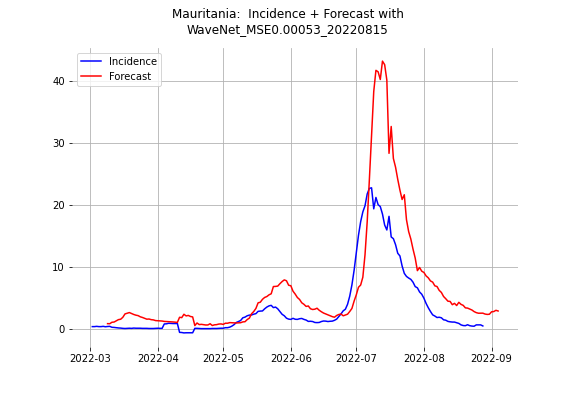 Mauritania:  Incidence + Forecast with
WaveNet_MSE0.00053_20220815
Incidence
Forecast
40
30
20
10
0
2022-03 2022-04 2022-05 2022-06 2022-07 2022-08 2022-09